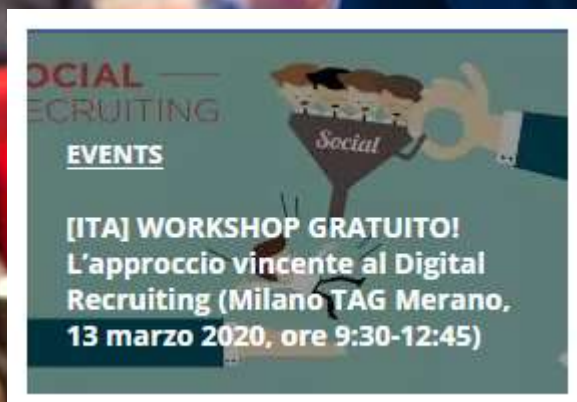 OCIAL
ECRUITING
Social
EVENTS
[ITA] WORKSHOP GRATUITO!
L'approccio vincente al Digital
Recruiting (Milano TAG Merano,
13 marzo 2020, ore 9:30-12:45)